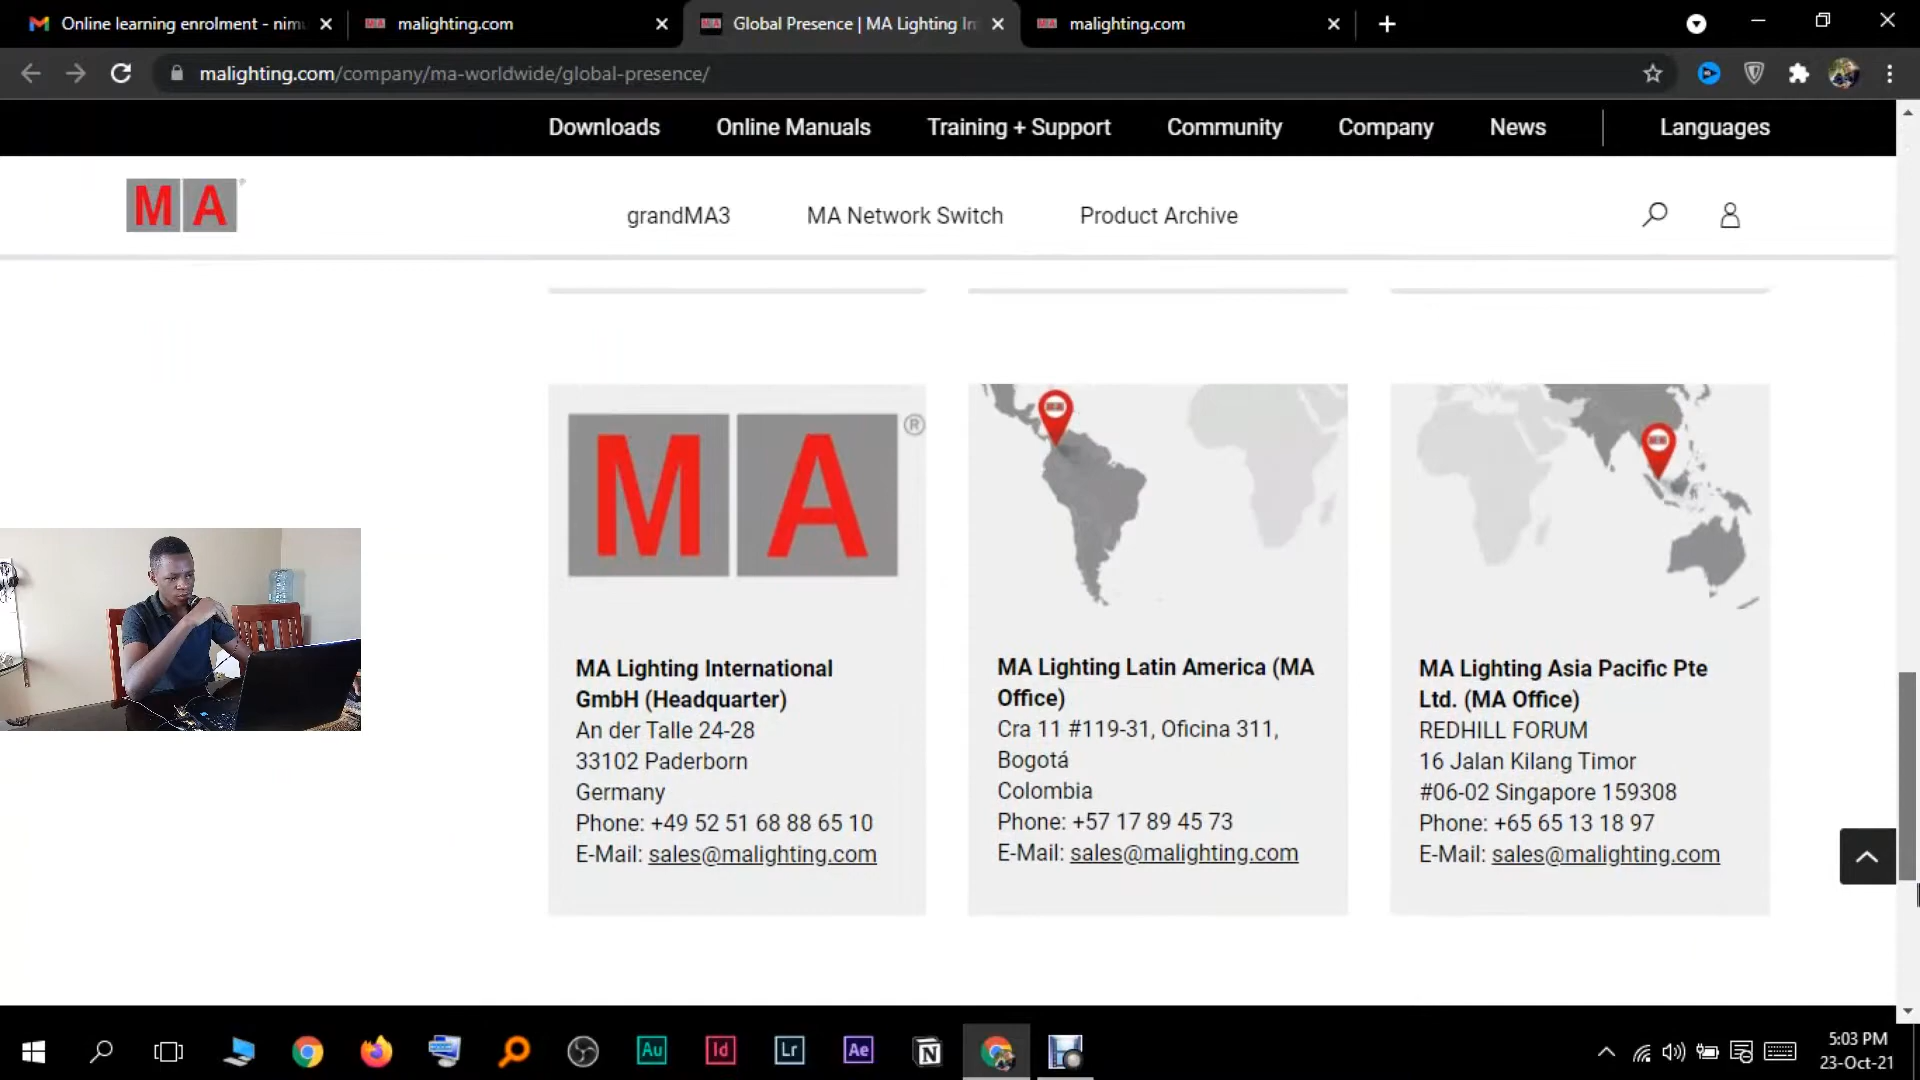 Online learning enrolment - nim
malighting.com
Global Presence | MA Lighting In
malighting.com
malighting.com/company/ma-worldwide/global-presence/
Downloads
Online Manuals
Training + Support
Community
Company
News
Languages
MA
grandMA3
MA Network Switch
Product Archive
MA ®
MA Lighting International
GmbH (Headquarter)
An der Talle 24-28
33102 Paderborn
Germany
Phone: +49 52 51 68 88 65 10
E-Mail: sales@malighting.com
MA Lighting Latin America (MA
Office)
Cra 11 #119-31, Oficina 311,
Bogotá
Colombia
Phone: +57 17 89 45 73
E-Mail: sales@malighting.com
MA Lighting Asia Pacific Pte
Ltd. (MA Office)
REDHILL FORUM
16 Jalan Kilang Timor
#06-02 Singapore 159308
Phone: +65 65 13 18 97
E-Mail: sales@malighting.com
Au
Id
Lr
Ae
N
5:03 PM
23-Oct-21